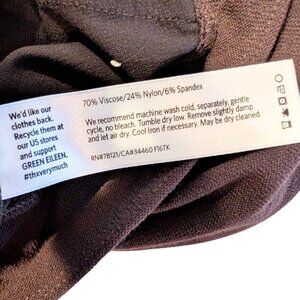 We'd like our
clothes back.
Recycle them at
our US stores
and support
GREEN EILEEN.
#thxverymuch
70% Viscose/24% Nylon/6% Spandex
We recommend machine wash cold, separately, gentle
cycle, no bleach. Tumble dry low. Remove slightly damp
and let air dry. Cool Iron if necessary. May be dry cleaned.
RN#78121/CA#34460 F16TK